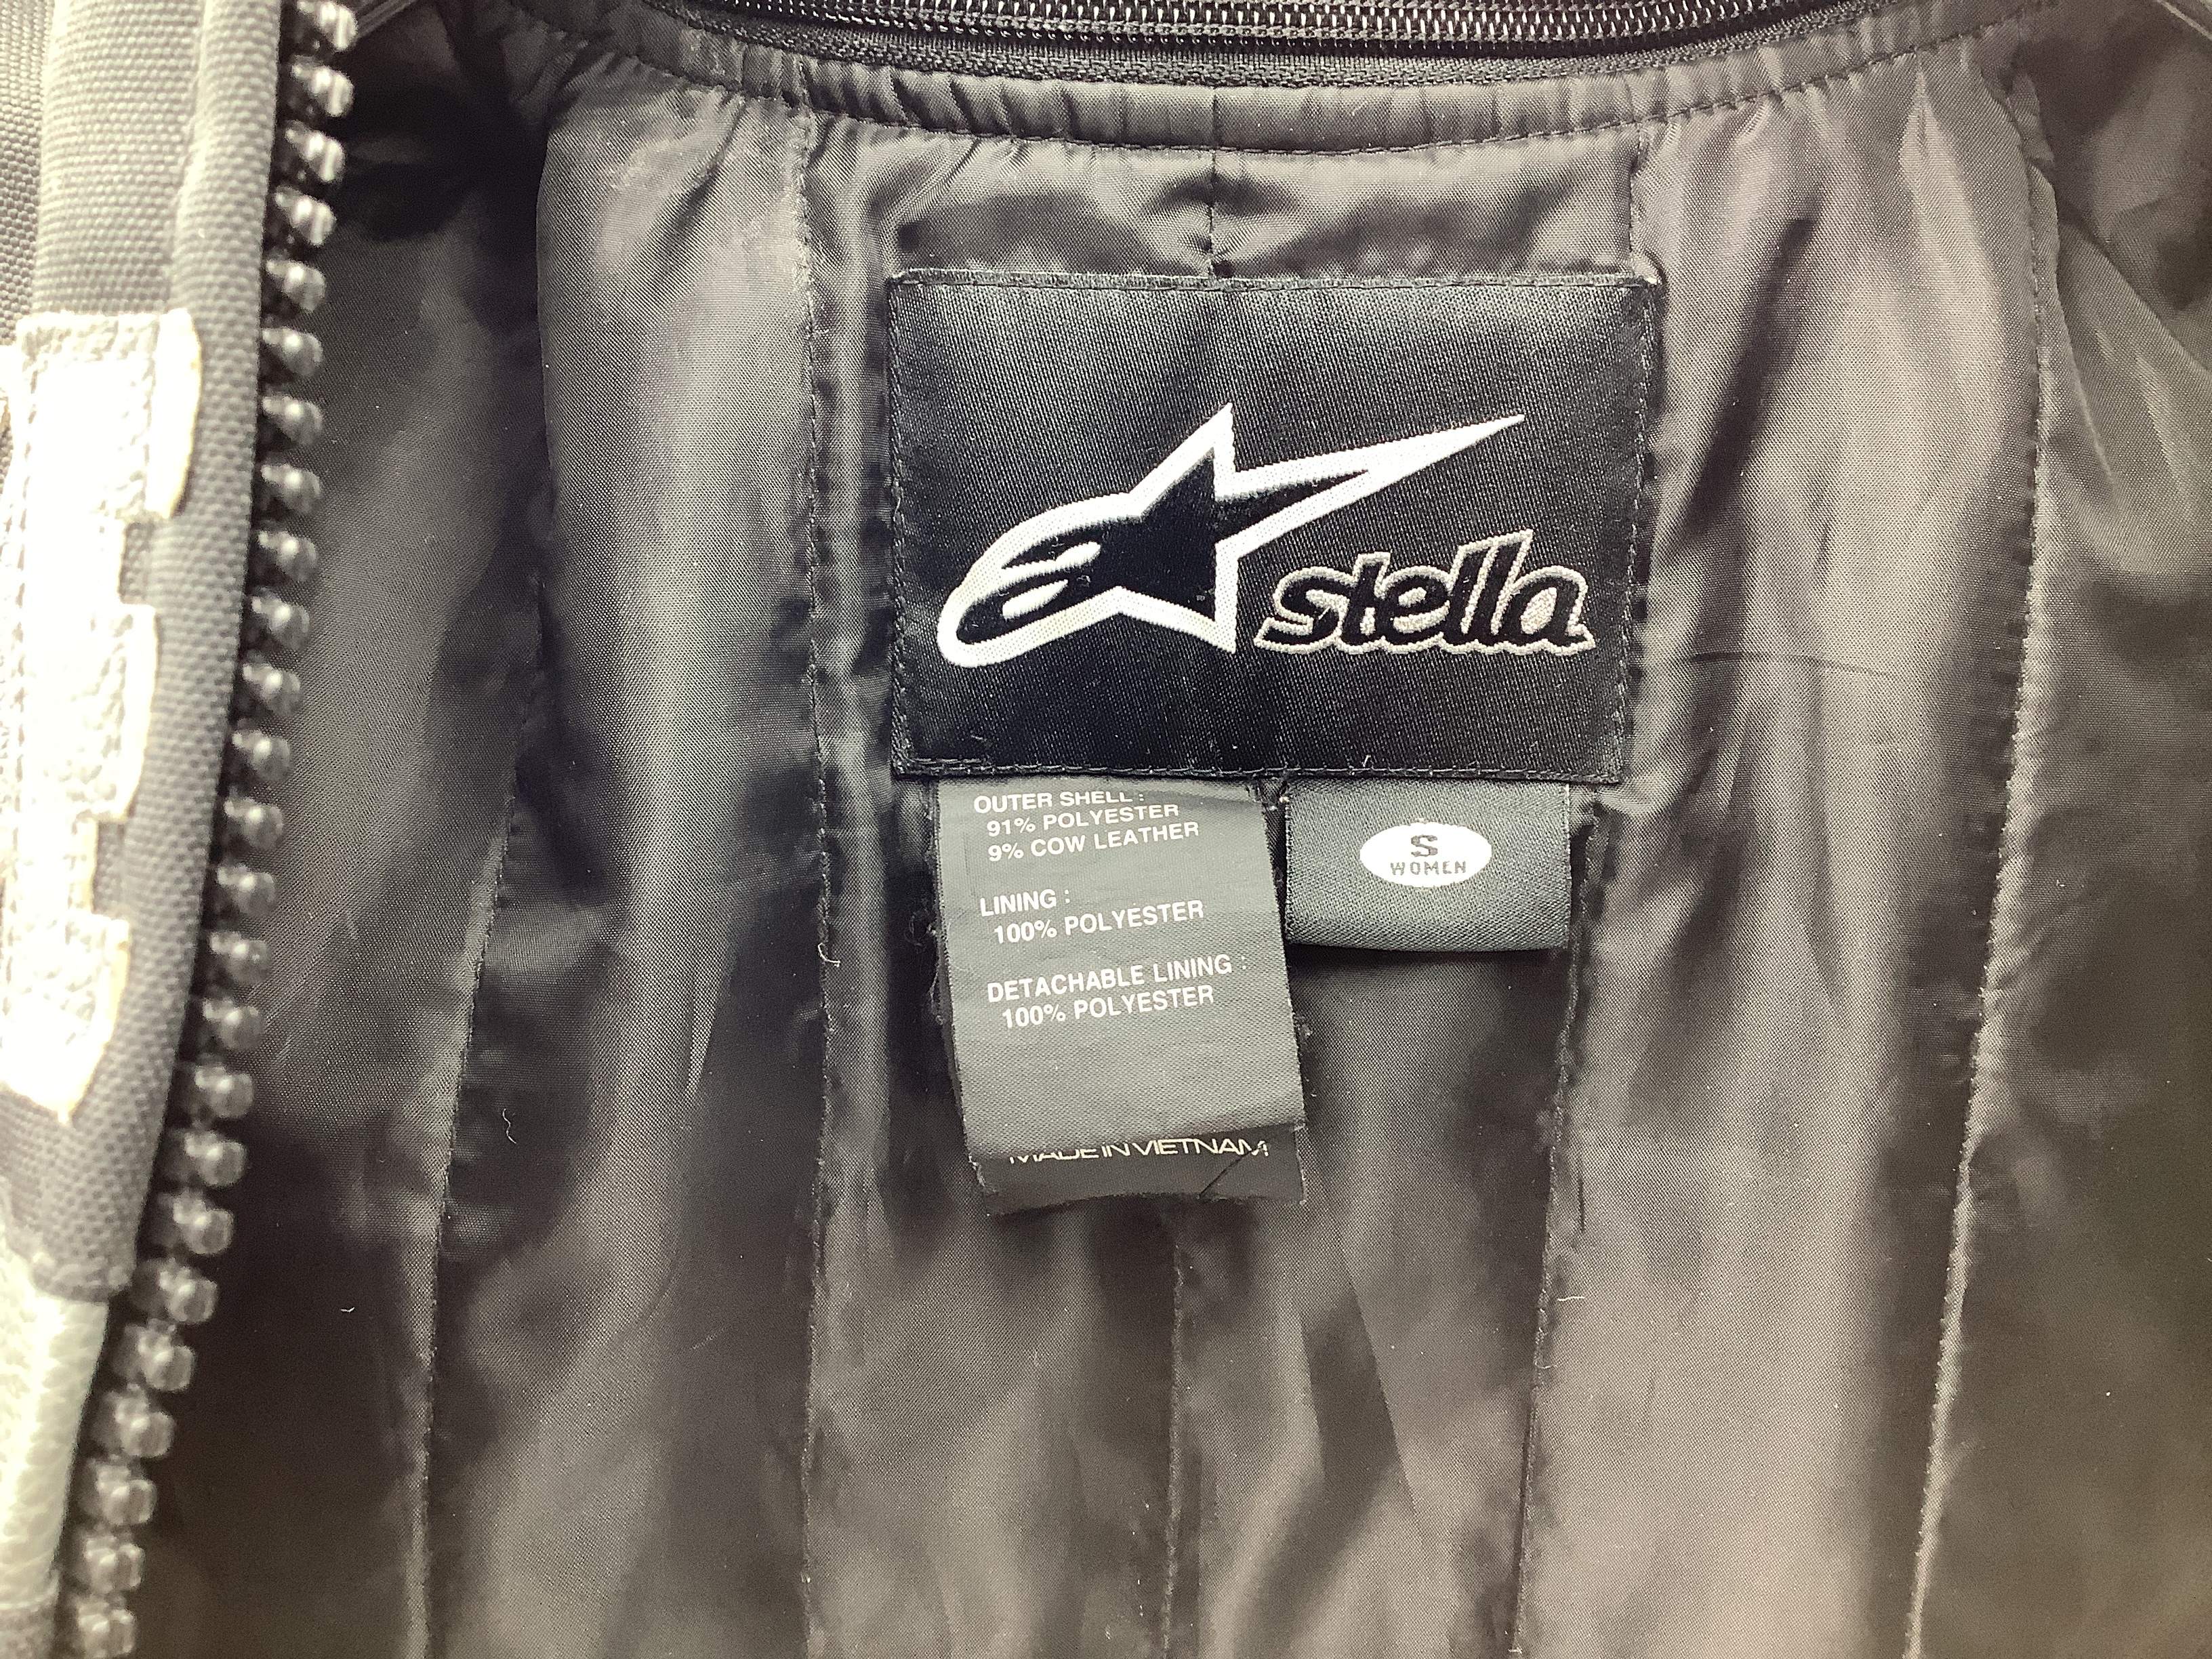 stella
OUTER SHELL :
91% POLYESTER
9% COW LEATHER
LINING :
100% POLYESTER
DETACHABLE LINING :
100% POLYESTER
MADE IN VIETNAM
S
WOMEN